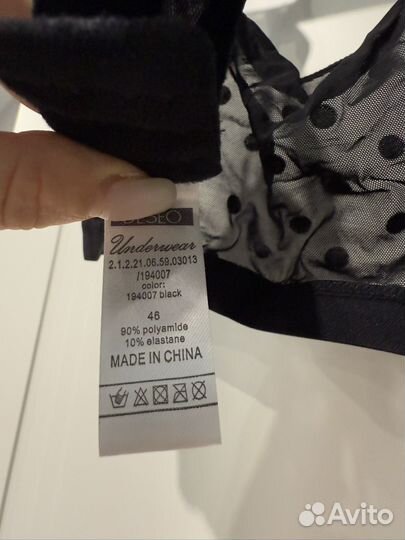 DESEO
Underwear
2.1.2.21.06.59.03013
/194007
color:
194007 black
46
90% polyamide
10% elastane
MADE IN CHINA
Avito